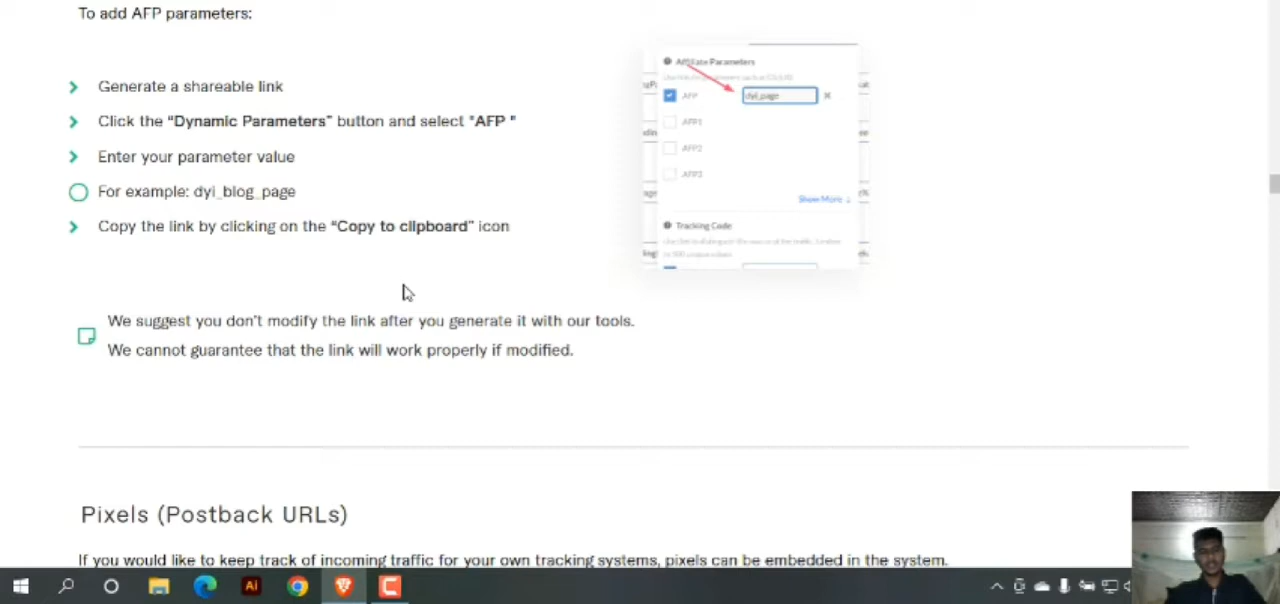 To add AFP parameters:
Generate a shareable link
Click the “Dynamic Parameters” button and select "AFP "
Enter your parameter value
For example: dyi_blog_page
Copy the link by clicking on the “Copy to clipboard” icon
We suggest you don't modify the link after you generate it with our tools.
We cannot guarantee that the link will work properly if modified.
Affiliate Parameters
AFP
dyi_page
AFP1
AFP2
AFP3
Show More
Tracking Code
Pixels (Postback URLs)
If you would like to keep track of incoming traffic for your own tracking systems, pixels can be embedded in the system.
Ai